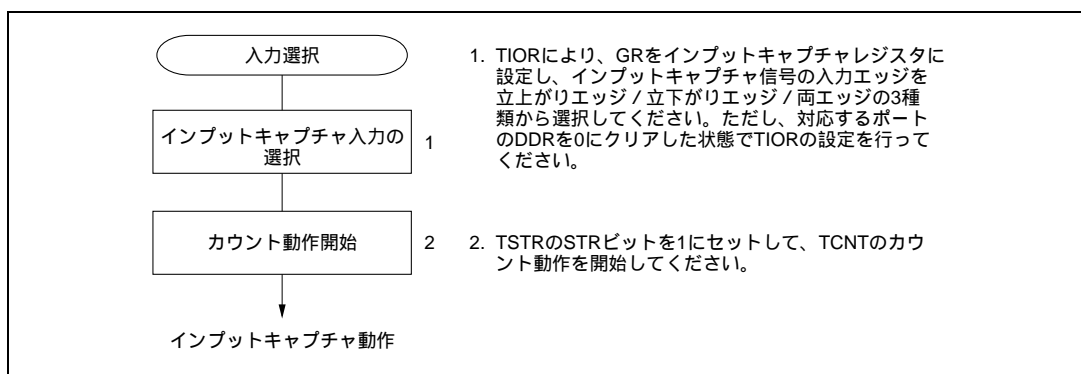 入力選択
インプットキャプチャ入力の
選択
1
カウント動作開始
2
インプットキャプチャ動作
1. TIORにより、GRをインプットキャプチャレジスタに
設定し、インプットキャプチャ信号の入力エッジを
立上がりエッジ / 立下がりエッジ / 両エッジの3種
類から選択してください。ただし、対応するポート
のDDRを0にクリアした状態でTIORの設定を行って
ください。
2. TSTRのSTRビットを1にセットして、TCNTのカウ
ント動作を開始してください。